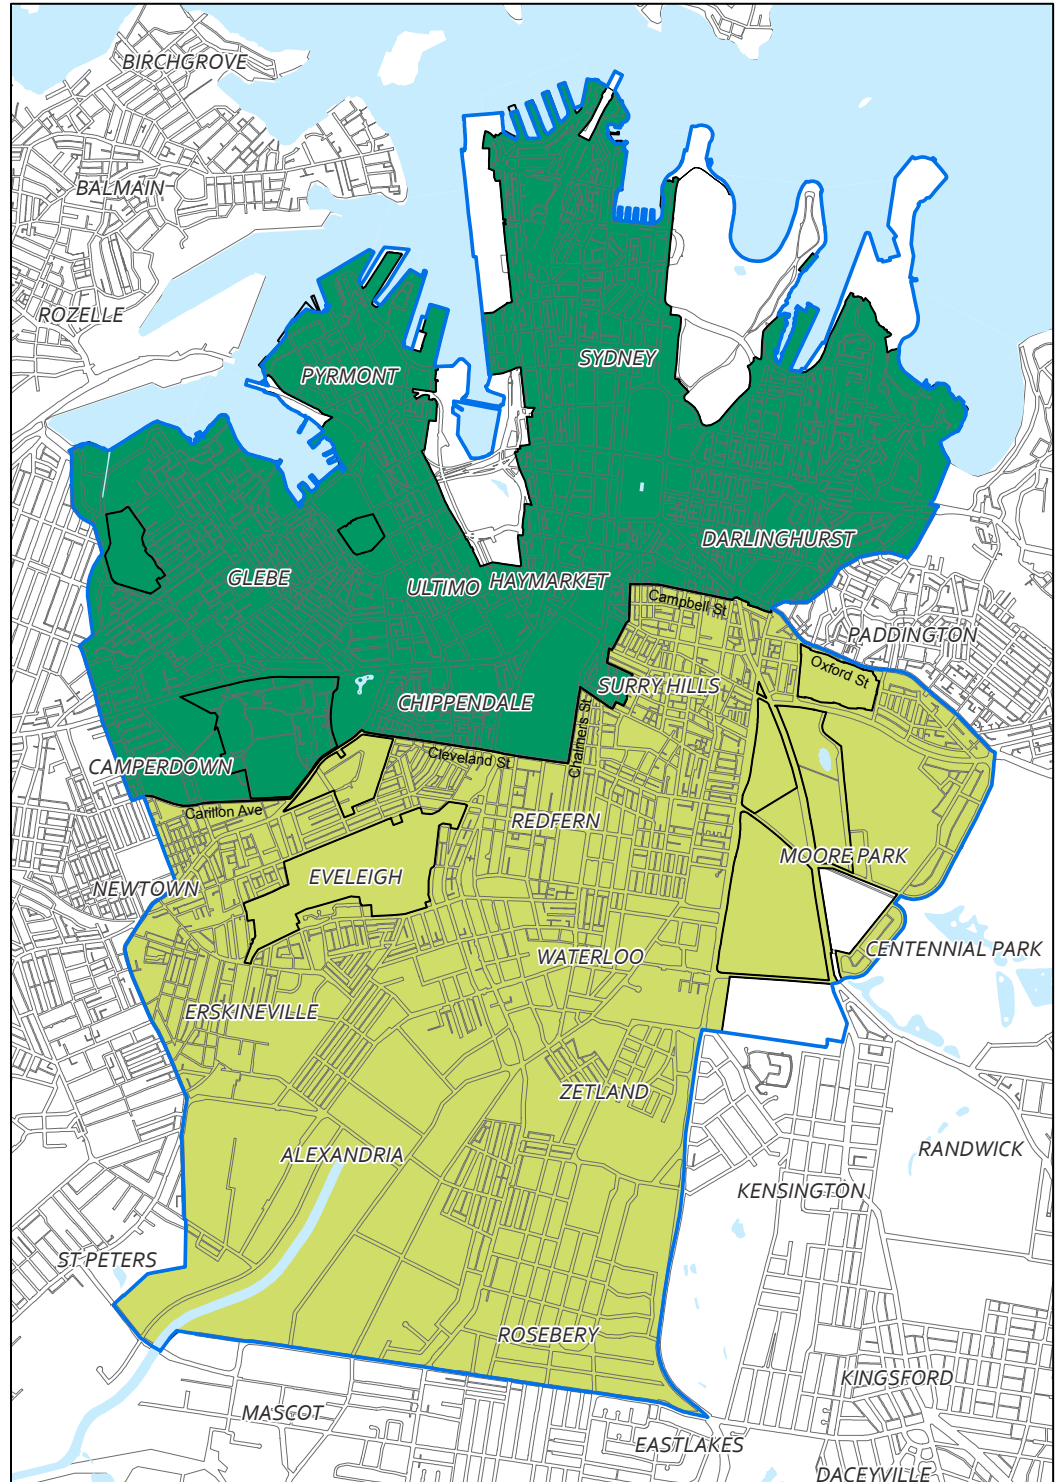 BIRCHGROVE
BALMAIN
ROZELLE
SYDNEY
PYRMONT
DARLINGHURST
GLEBE
ULTIMO
HAYMARKET
Campbell St
PADDINGTON
Oxford St
SURRY HILLS
CHIPPENDALE
Chalmers St
Cleveland St
CAMPERDOWN
Carillon Ave
REDFERN
MOORE PARK
EVELEIGH
NEWTOWN
CENTENNIAL PARK
WATERLOO
ERSKINEVILLE
ZETLAND
RANDWICK
ALEXANDRIA
KENSINGTON
ST PETERS
ROSEBERY
KINGSFORD
MASCOT
EASTLAKES
DACEYVILLE